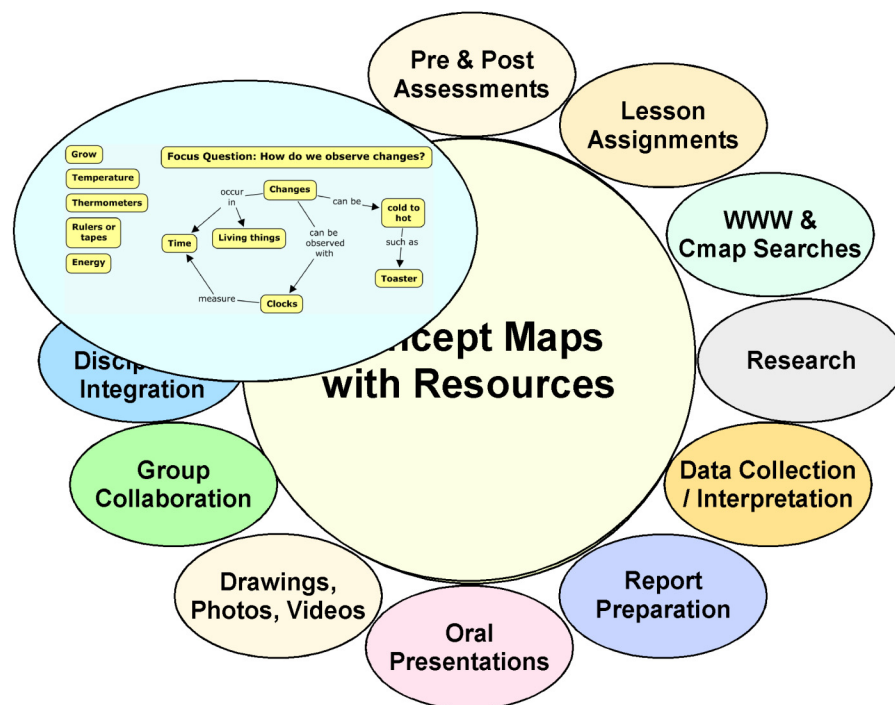 Pre & Post
Assessments
Lesson
Assignments
WWW &
Cmap Searches
Research
Data Collection
/ Interpretation
Report
Preparation
Oral
Presentations
Drawings,
Photos, Videos
Group
Collaboration
Integration
Maps
with Resources
Focus Question: How do we observe changes?
Grow
Temperature
Thermometers
Rulers or
tapes
Energy
Changes
occur
in
can be
cold to
hot
such as
Toaster
Time
Living things
can be
observed
with
measure
Clocks